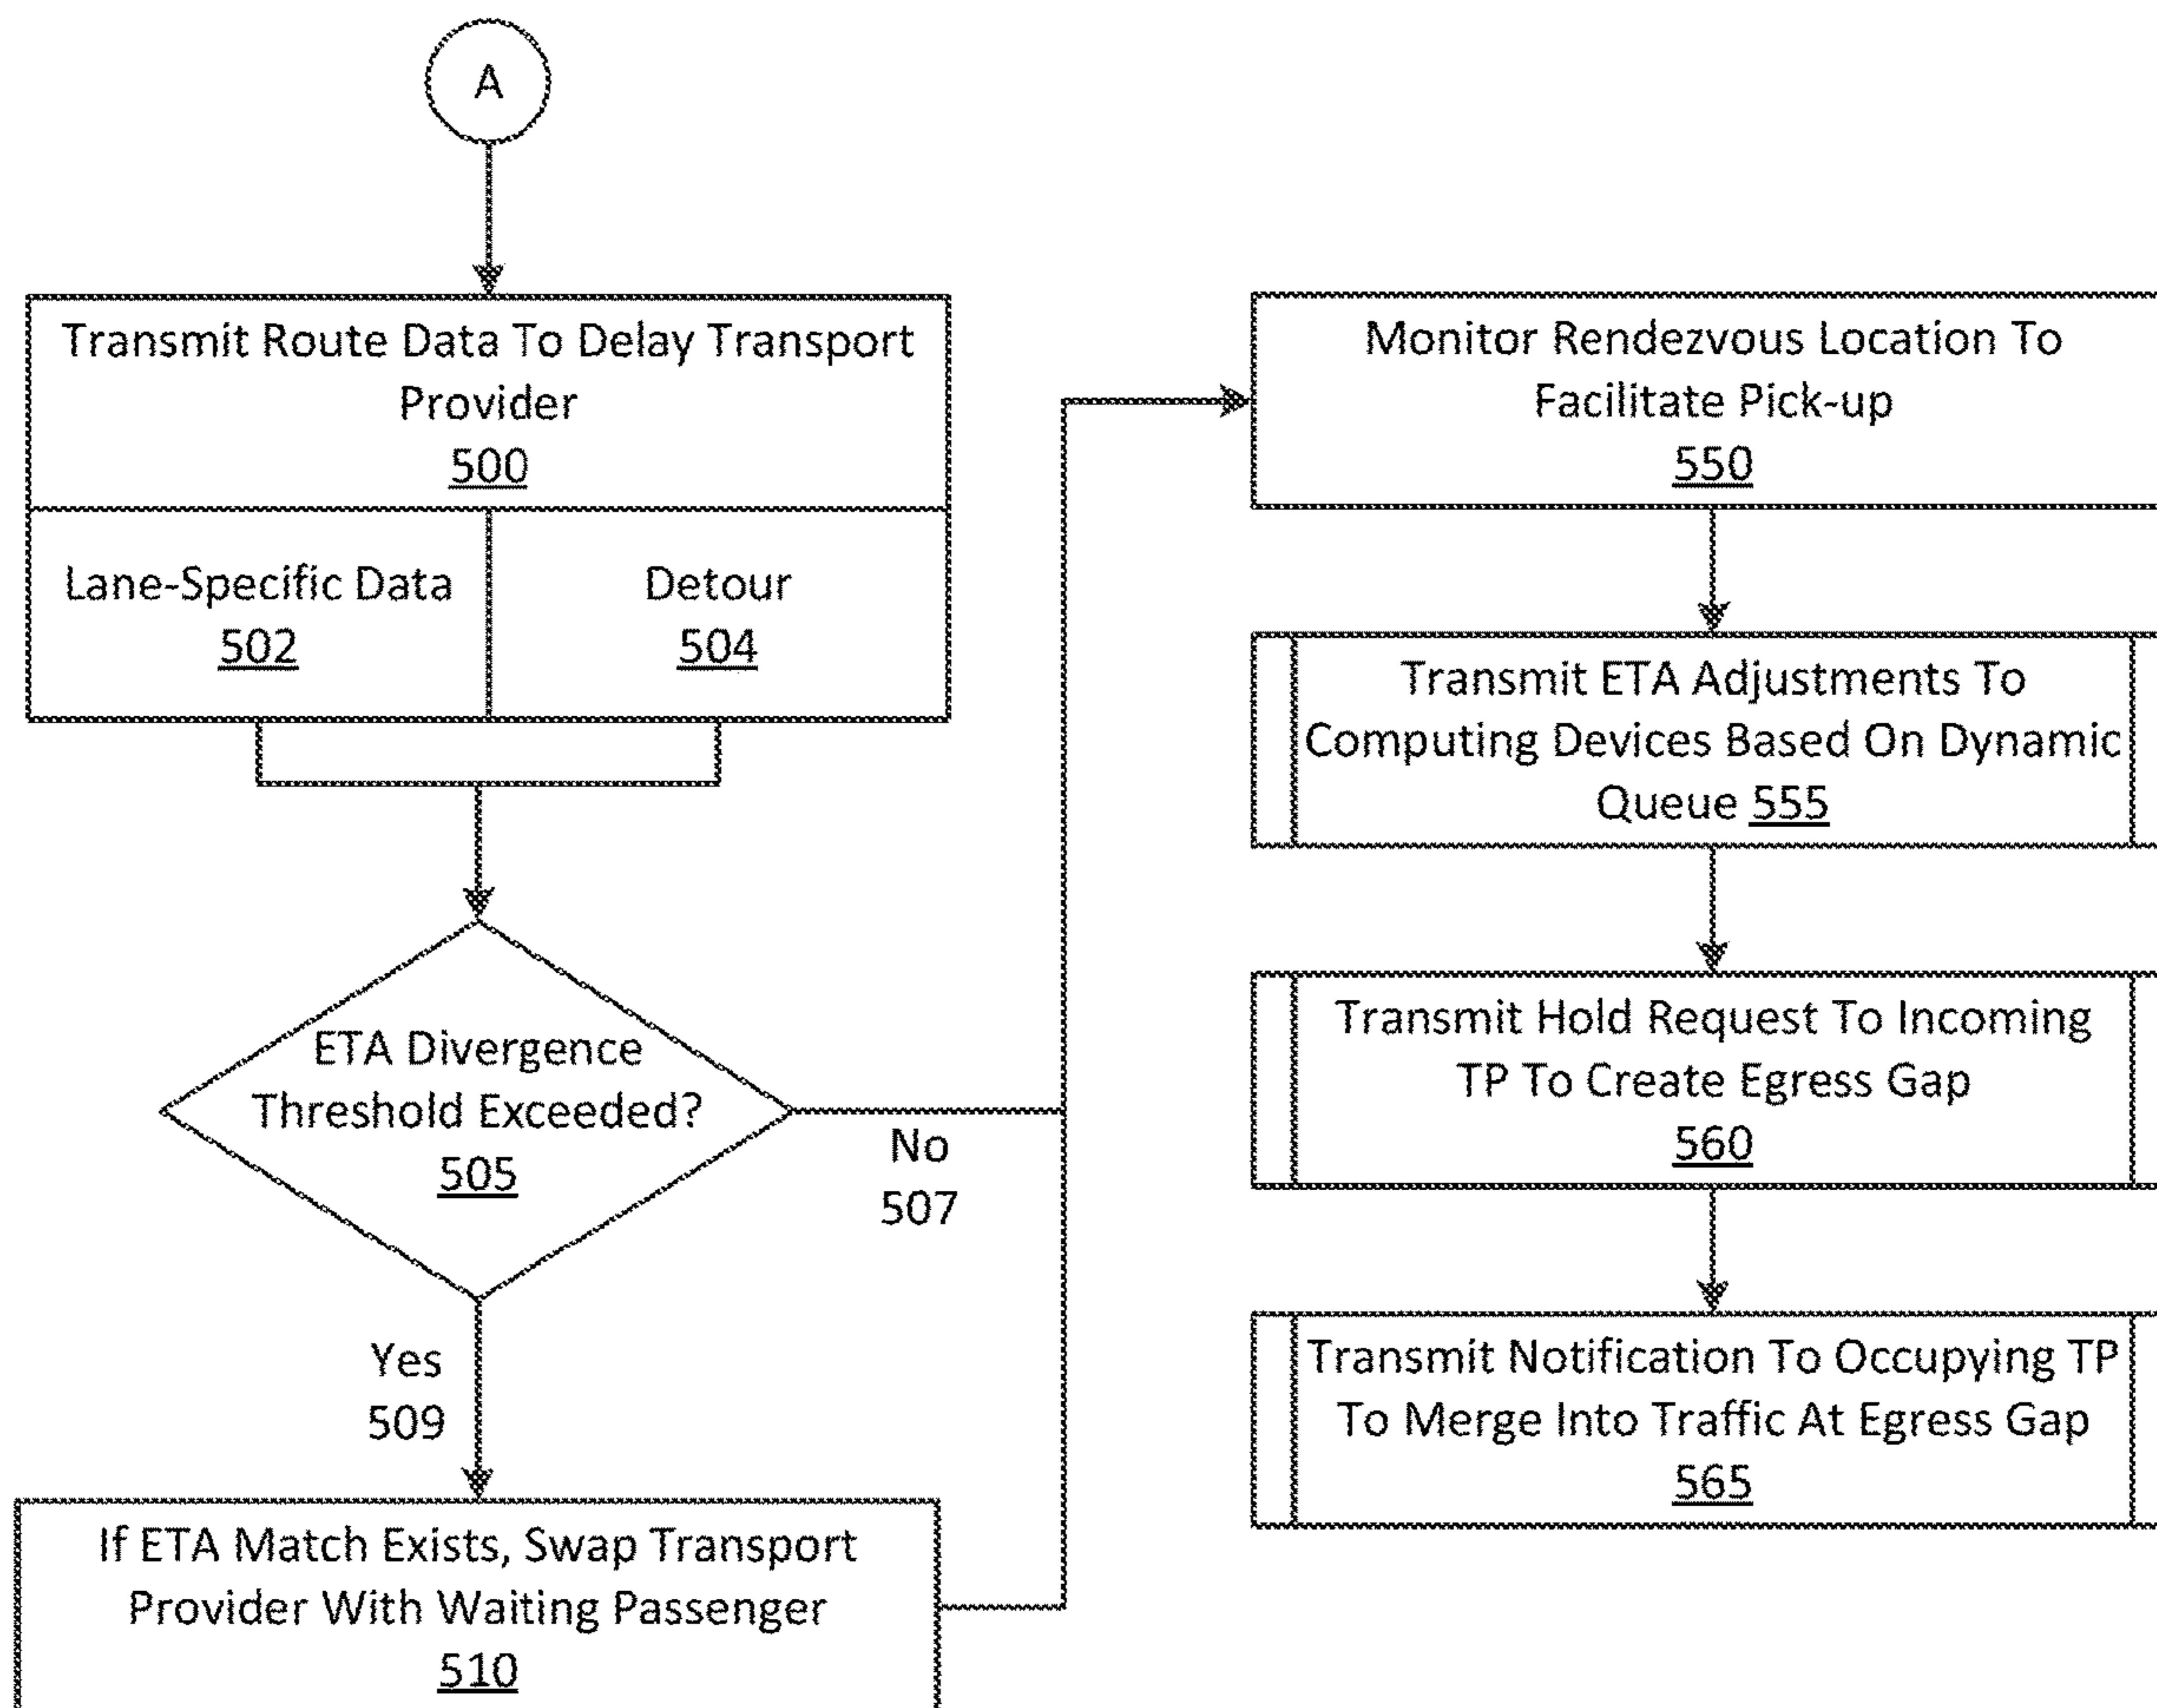 A
Transmit Route Data To Delay Transport
Provider
500
Lane-Specific Data
502
Detour
504
ETA Divergence
Threshold Exceeded?
505
No
507
Yes
509
If ETA Match Exists, Swap Transport
Provider With Waiting Passenger
510
Monitor Rendezvous Location To
Facilitate Pick-up
550
Transmit ETA Adjustments To
Computing Devices Based On Dynamic
Queue 555
Transmit Hold Request To Incoming
TP To Create Egress Gap
560
Transmit Notification To Occupying TP
To Merge Into Traffic At Egress Gap
565